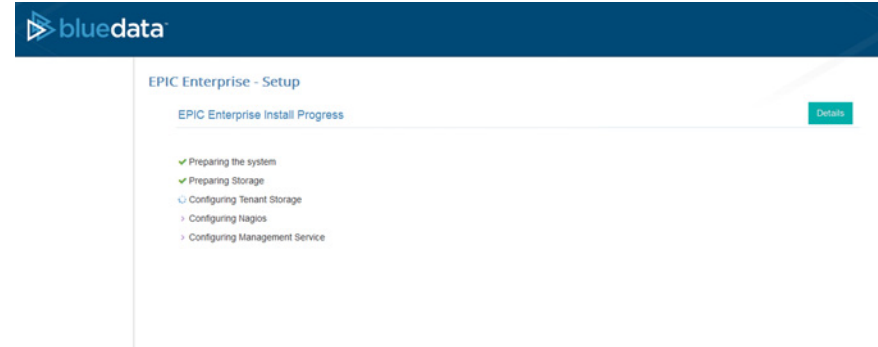 bluedata
EPIC Enterprise - Setup
EPIC Enterprise Install Progress
Details
Preparing the system
Preparing Storage
Configuring Tenant Storage
Configuring Nagios
Configuring Management Service